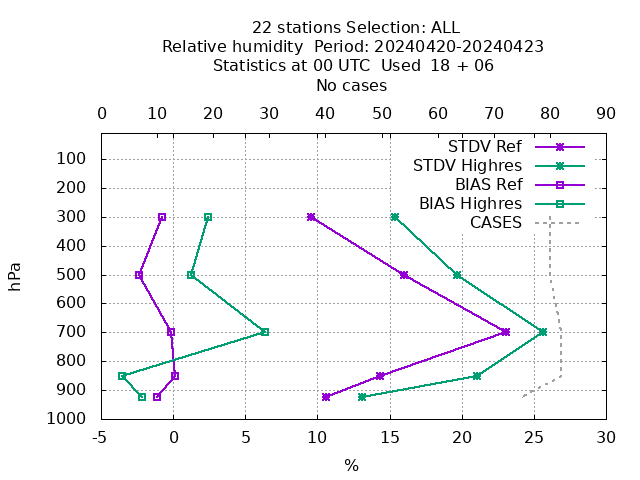 22 stations Selection: ALL
Relative humidity  Period: 20240420-20240423
Statistics at 00 UTC  Used  18 + 06
No cases
0 10 20 30 40 50 60 70 80 90
STDV Ref
STDV Highres
BIAS Ref
BIAS Highres
CASES
hPa
100
200
300
400
500
600
700
800
900
1000
-5 0 5 10 15 20 25 30
%